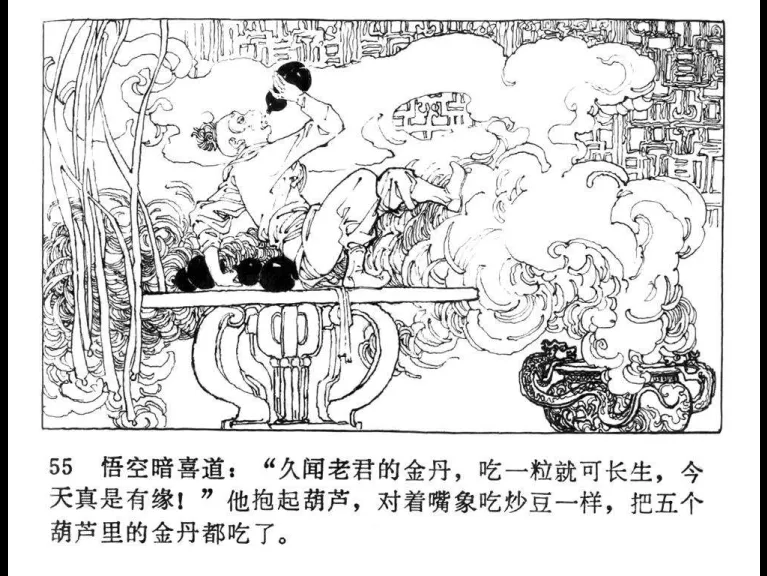 55 悟空暗喜道：“久闻老君的金丹，吃一粒就可长生，今
天真是有缘！”他抱起葫芦，对着嘴象吃炒豆一样，把五个
葫芦里的金丹都吃了。